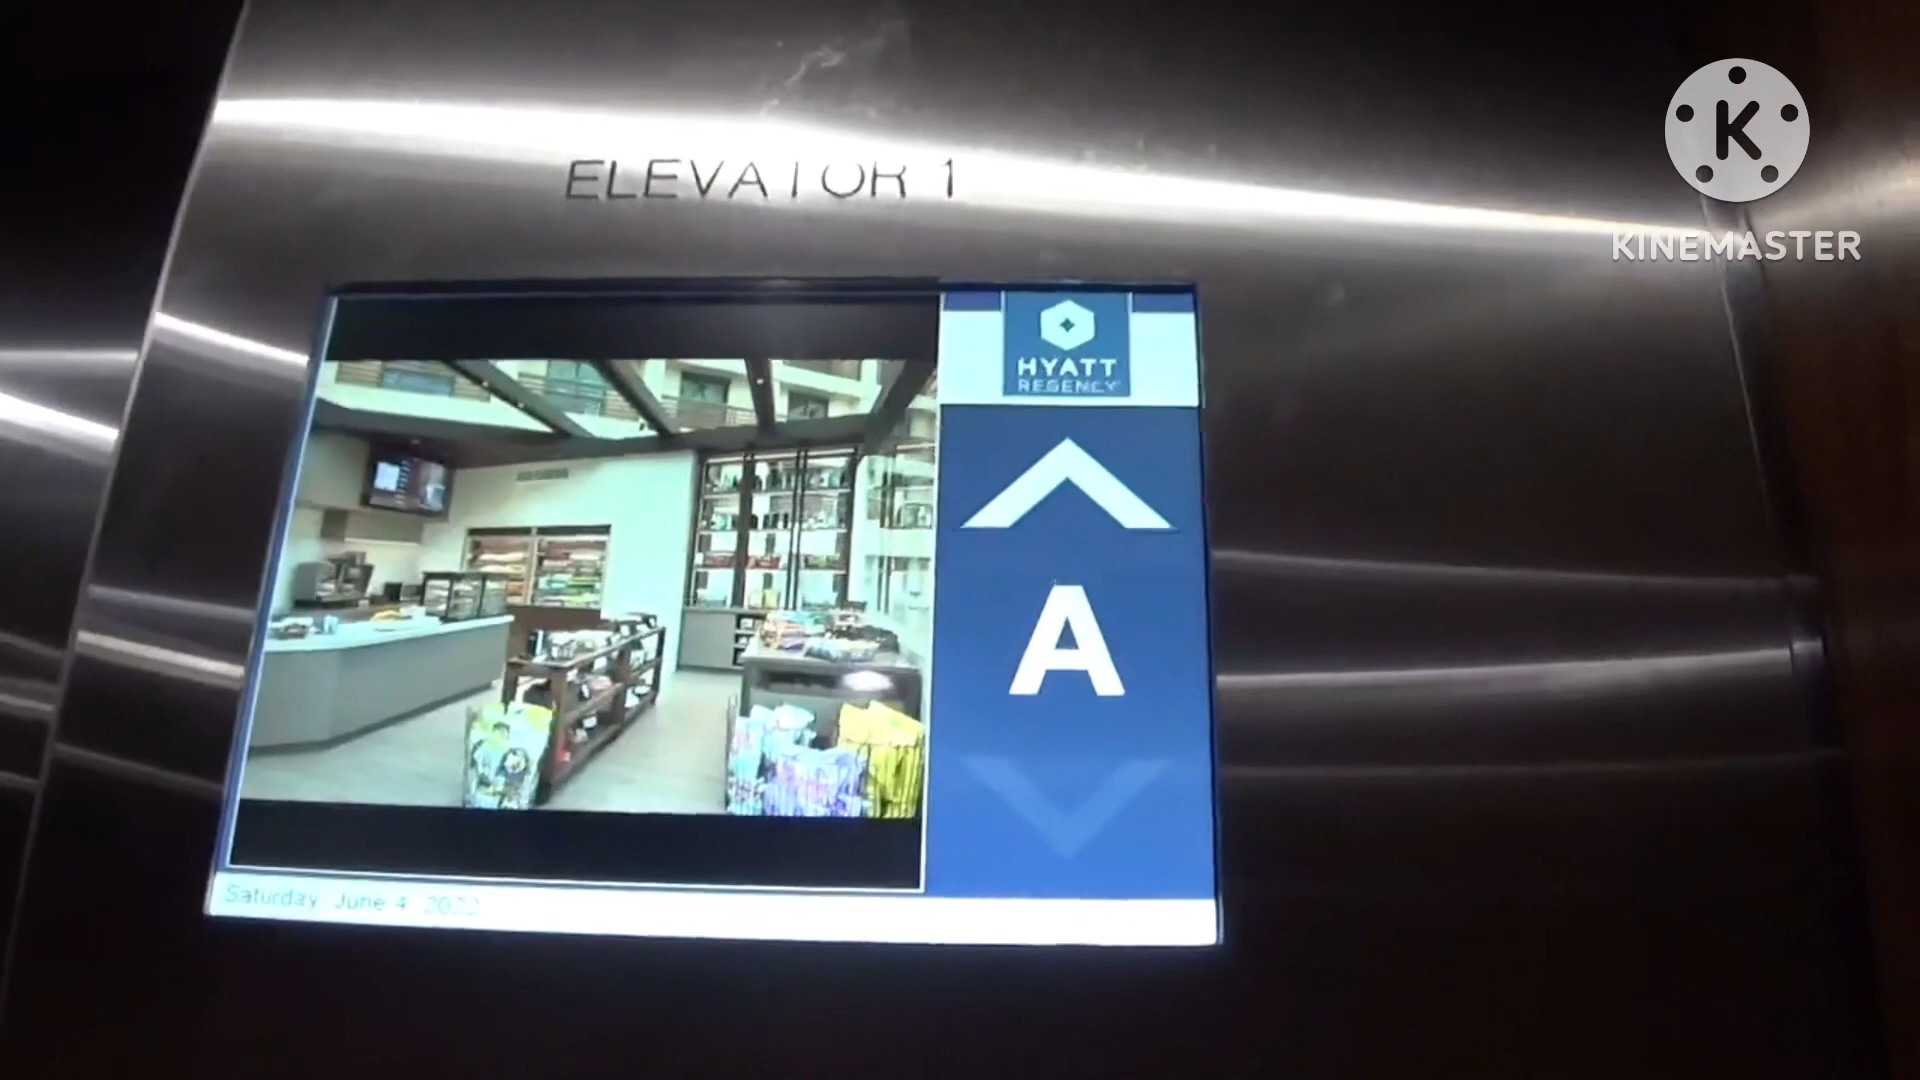 ELEVATOR 1
K
KINEMASTER
HYATT
REGENCY
A
Saturday, June 4, 2022